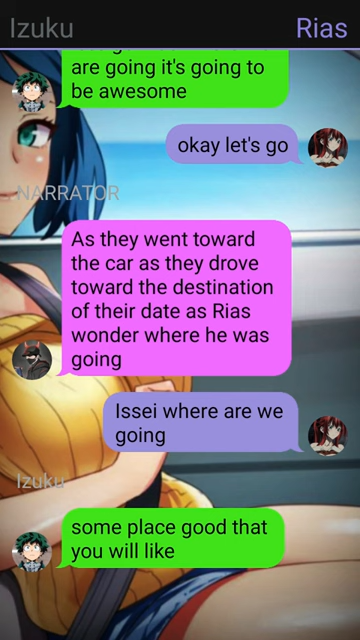 Izuku
Rias
are going it's going to
be awesome
okay let's go
NARRATOR
As they went toward
the car as they drove
toward the destination
of their date as Rias
wonder where he was
going
Issei where are we
going
Izuku
some place good that
you will like